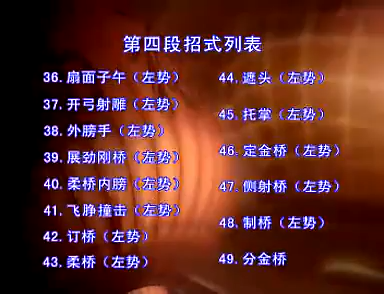 第四段招式列表
36.扇面子午（左势）
37.开弓射雕（左势）
38.外膀手（左势）
39.展劲刚桥（左势）
40.柔桥内膀（左势）
41.飞睁撞击（左势）
42.订桥（左势）
43.柔桥（左势）
44.遮头（左势）
45.托掌（左势）
46.定金桥（左势）
47.侧射桥（左势）
48.制桥（左势）
49.分金桥